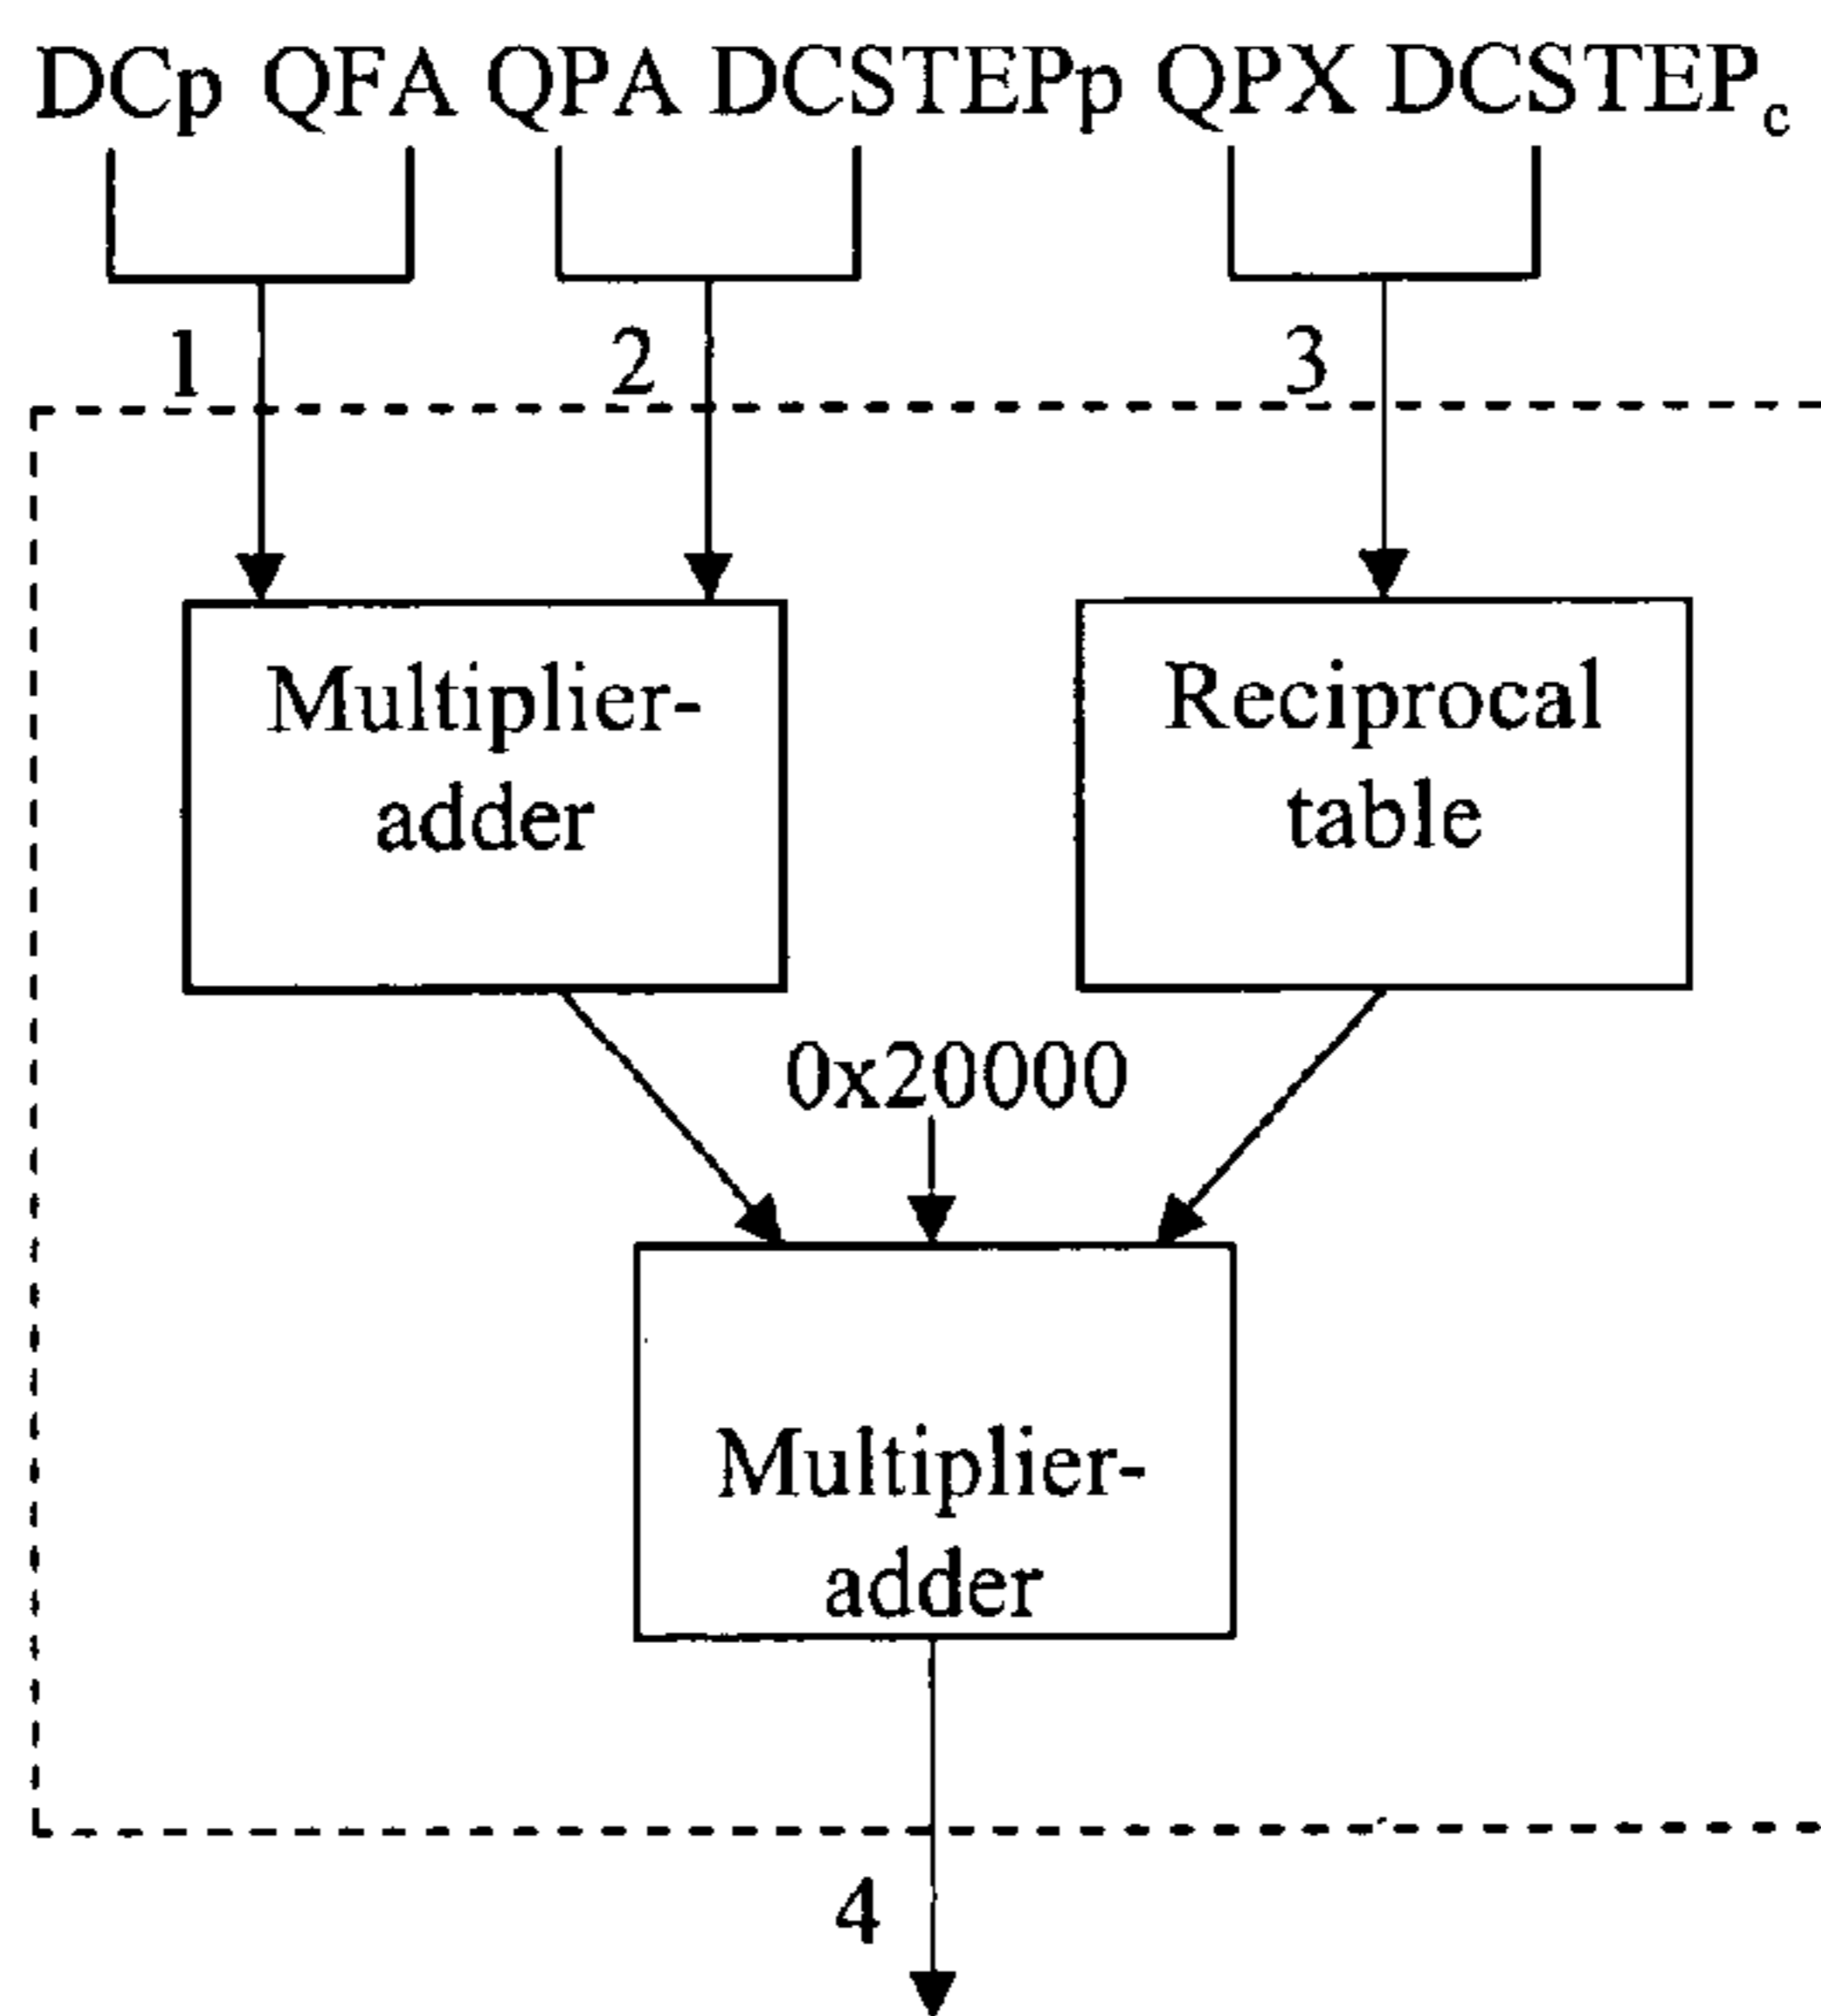 DCp QFA QPA DCSTEPp QPX DCSTEPc
1 2 3
Multiplier-
adder
Reciprocal
table
0x20000
Multiplier-
adder
4